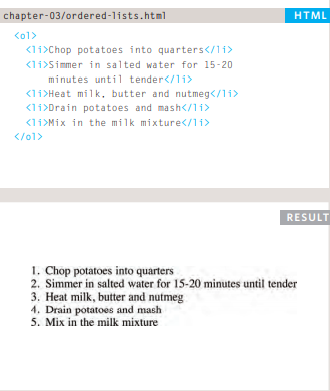 chapter-03/ordered-lists.html
HTML
<ol>
<li>Chop potatoes into quarters</li>
<li>Simmer in salted water for 15-20
minutes until tender</li>
<li>Heat milk, butter and nutmeg</li>
<li>Drain potatoes and mash</li>
<li>Mix in the milk mixture</li>
</ol>
RESULT
1. Chop potatoes into quarters
2. Simmer in salted water for 15-20 minutes until tender
3. Heat milk, butter and nutmeg
4. Drain potatoes and mash
5. Mix in the milk mixture